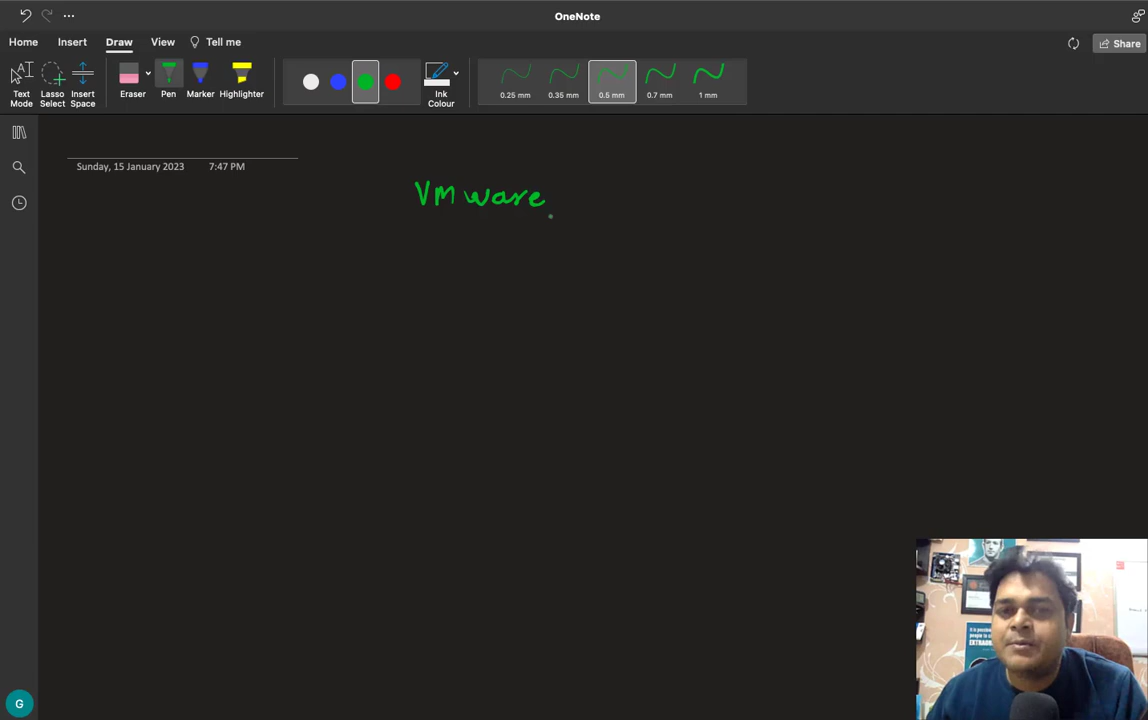 OneNote
Home Insert Draw View Tell me
Share
Text Mode
Lasso Select
Insert Space
Eraser
Pen
Marker
Highlighter
Ink Colour
0.25 mm
0.35 mm
0.5 mm
0.7 mm
1 mm
Sunday, 15 January 2023 7:47 PM
VMware
EXTRAOR
G